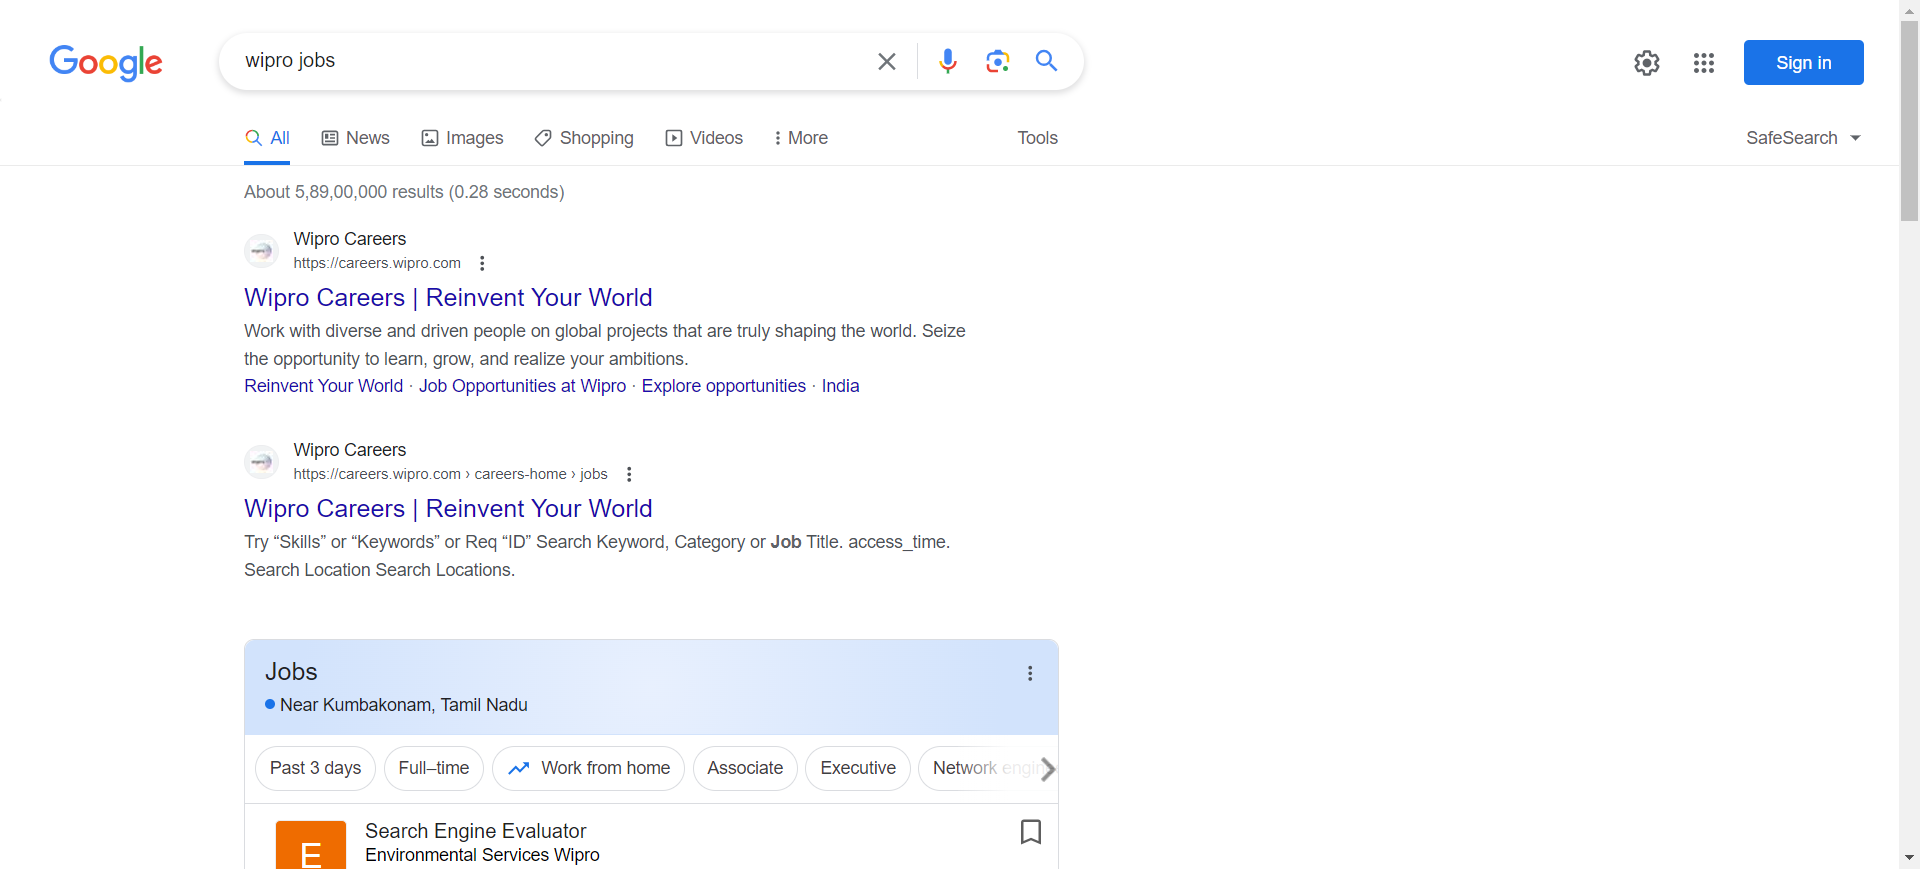 Google
wipro jobs
Sign in
All
News
Images
Shopping
Videos
More
Tools
SafeSearch
About 5,89,00,000 results (0.28 seconds)
Wipro Careers
https://careers.wipro.com
Wipro Careers | Reinvent Your World
Work with diverse and driven people on global projects that are truly shaping the world. Seize
the opportunity to learn, grow, and realize your ambitions.
Reinvent Your World · Job Opportunities at Wipro · Explore opportunities · India
Wipro Careers
https://careers.wipro.com › careers-home › jobs
Wipro Careers | Reinvent Your World
Try “Skills” or “Keywords” or Req “ID” Search Keyword, Category or Job Title. access_time.
Search Location Search Locations.
Jobs
Near Kumbakonam, Tamil Nadu
Past 3 days
Full–time
Work from home
Associate
Executive
Network
E
Search Engine Evaluator
Environmental Services Wipro